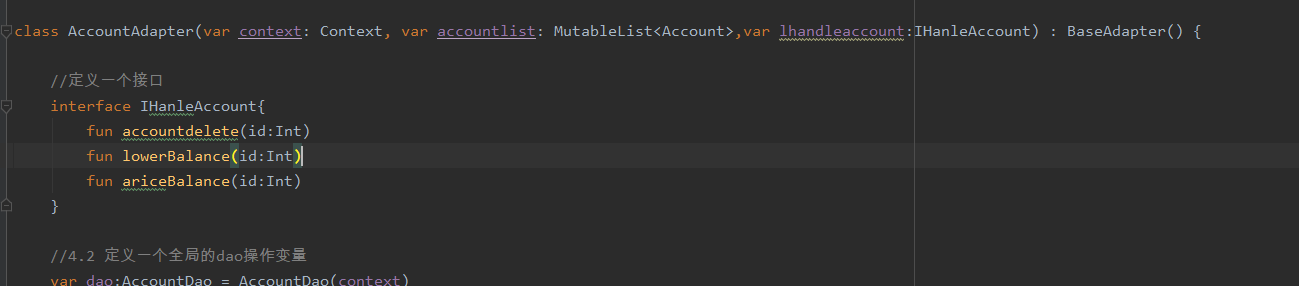 class AccountAdapter(var context: Context, var accountlist: MutableList<Account>,var lhandleaccount:IHanleAccount) : BaseAdapter() {
//定义一个接口
interface IHanleAccount{
fun accountdelete(id:Int)
fun lowerBalance(id:Int)
fun ariceBalance(id:Int)
}
//4.2 定义一个全局的dao操作变量
var dao:AccountDao = AccountDao(context)